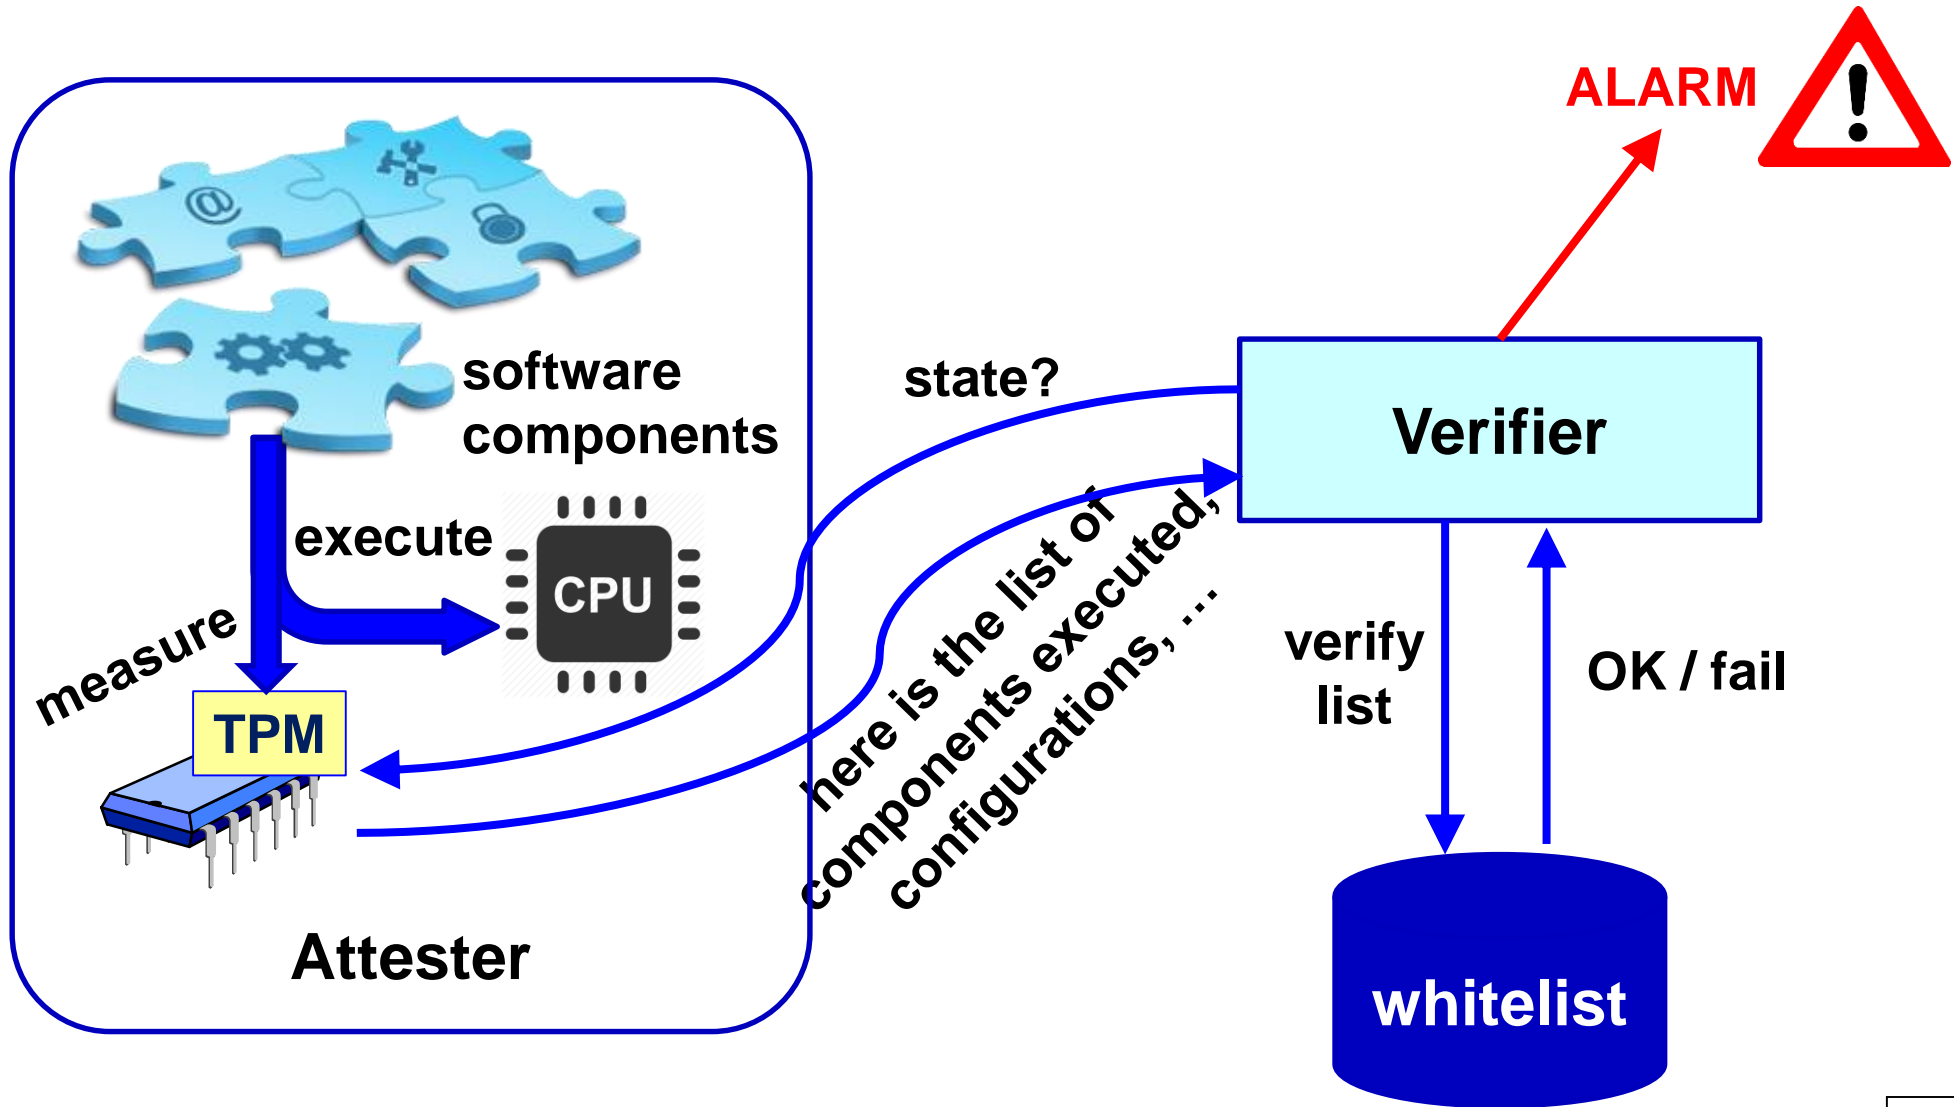 ALARM
software
components
state?
Verifier
execute
CPU
measure
TPM
here is the list of
components executed,
configurations, …
verify
list
OK / fail
Attester
whitelist